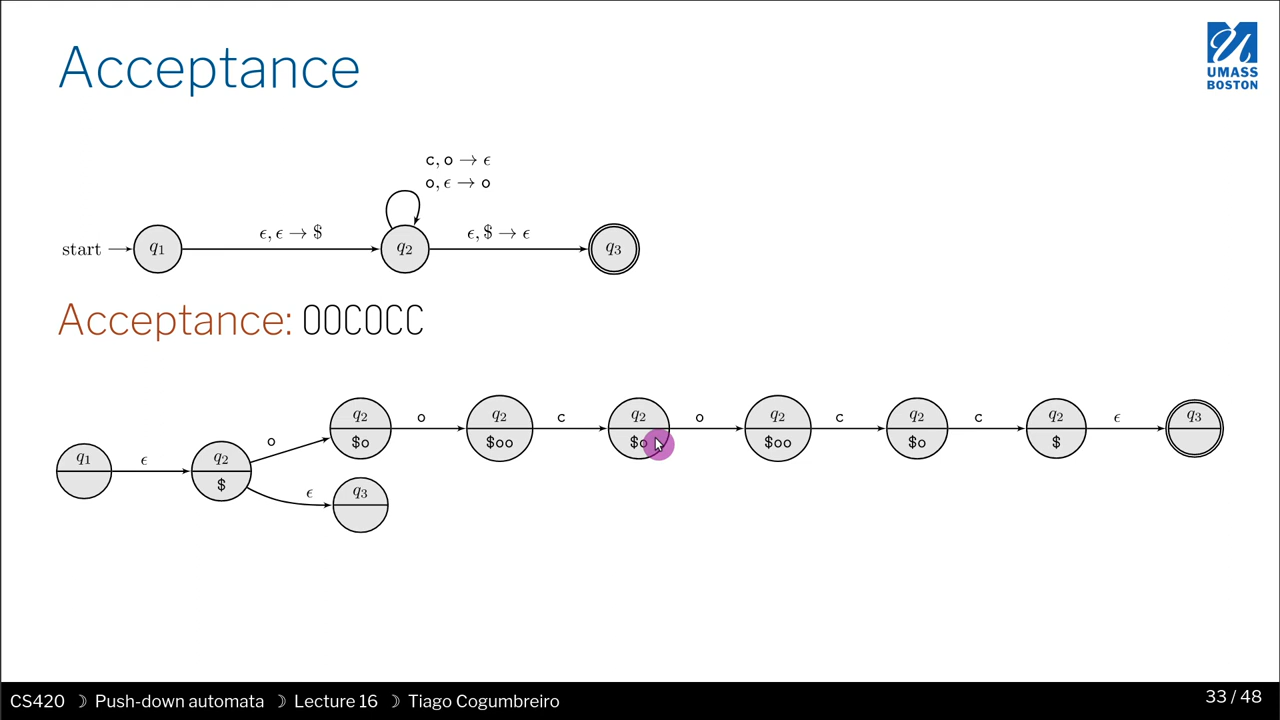 Acceptance
UMASS
BOSTON
c, o → ϵ
o, ϵ → o
start
q₁
ϵ, ϵ → $
q₂
ϵ, $ → ϵ
q₃
Acceptance: OOCOCC
q₁
ϵ
q₂
$
o
q₂
$o
o
q₂
$oo
c
q₂
$o
o
q₂
$oo
c
q₂
$o
c
q₂
$
ϵ
q₃
ϵ
q₃
CS420 ☽ Push-down automata ☽ Lecture 16 ☽ Tiago Cogumbreiro
33 / 48